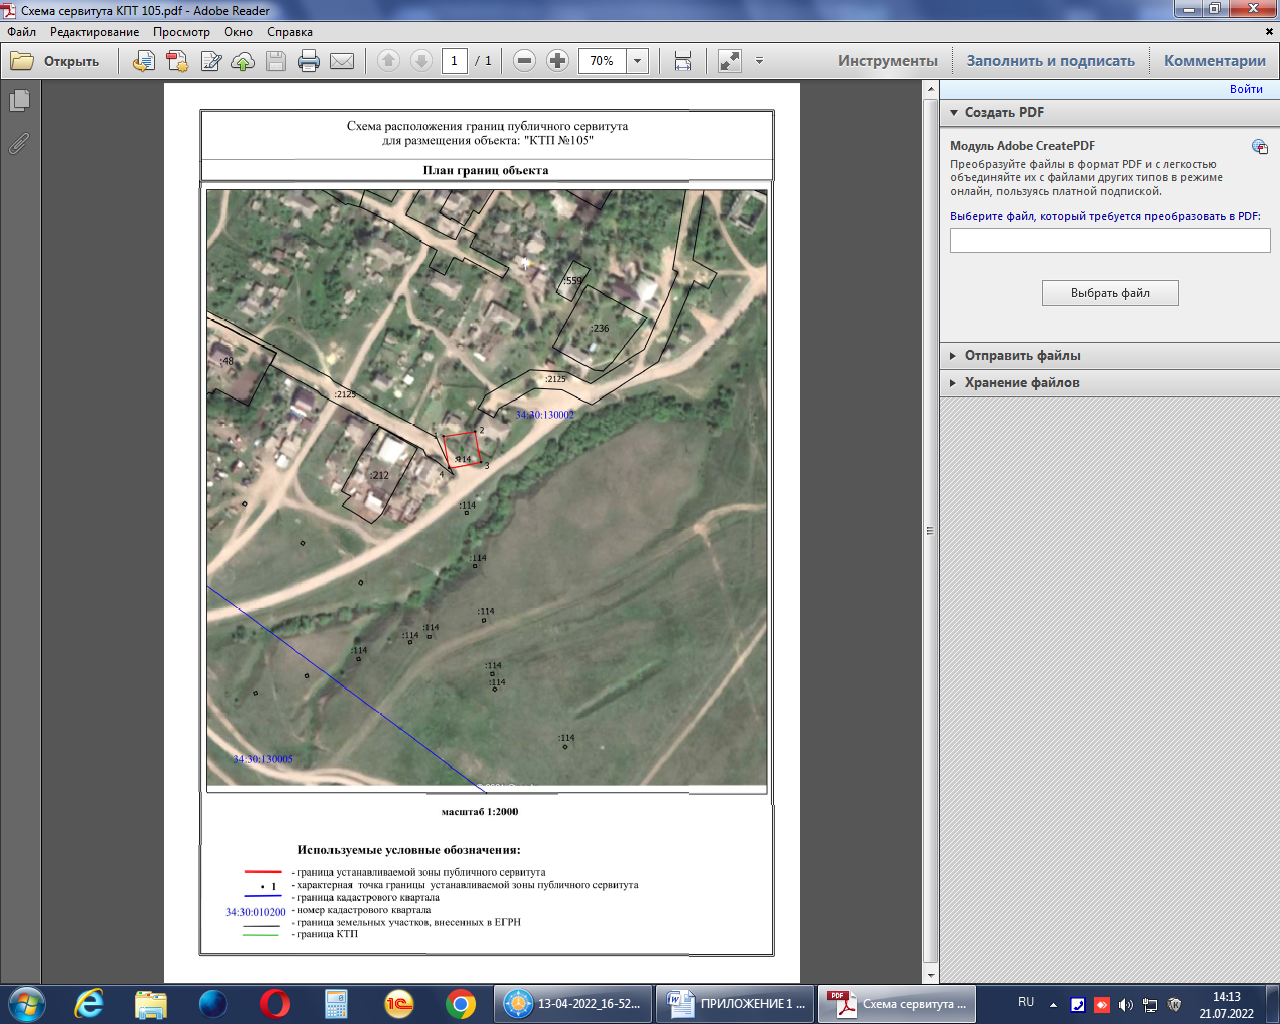 Схема сервитута КПТ 105.pdf - Adobe Reader
Файл Редактирование Просмотр Окно Справка
Открыть 1 / 1 70% Инструменты Заполнить и подписать Комментарии
Войти
Создать PDF
Модуль Adobe CreatePDF
Преобразуйте файлы в формат PDF и с легкостью
объединяйте их с файлами других типов в режиме
онлайн, пользуясь платной подпиской.
Выберите файл, который требуется преобразовать в PDF:
Выбрать файл
Отправить файлы
Хранение файлов
Схема расположения границ публичного сервитута
для размещения объекта: "КТП №105"
План границ объекта
:559
:236
:48
:2125
:2125
34:30:130002
1
2
:114
3
4
:212
:114
:114
:114
:114
:114
:114
:114
:114
:114
34:30:130005
масштаб 1:2000
Используемые условные обозначения:
- граница устанавливаемой зоны публичного сервитута
1 - характерная точка границы устанавливаемой зоны публичного сервитута
- граница кадастрового квартала
34:30:010200 - номер кадастрового квартала
- граница земельных участков, внесенных в ЕГРН
- граница КТП
13-04-2022_16-52... ПРИЛОЖЕНИЕ 1 ... Схема сервитута ... RU 14:13
21.07.2022